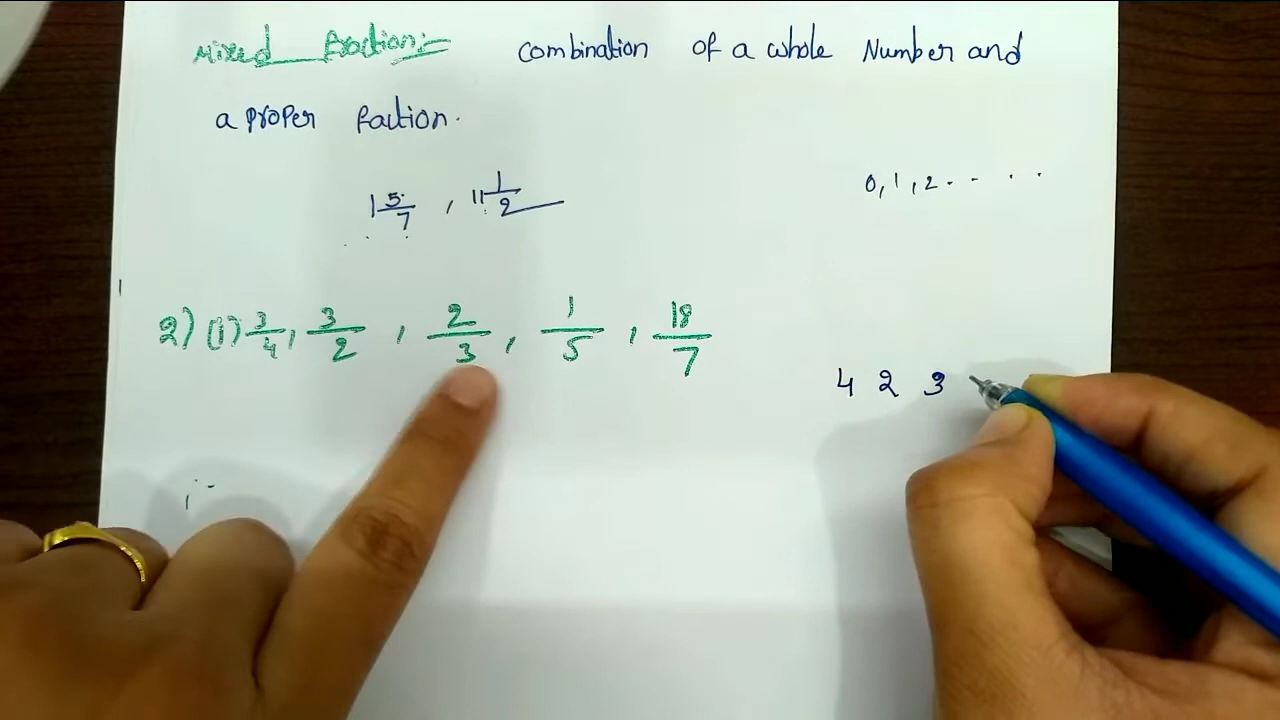 Mixed Fraction:- Combination of a whole Number and
a proper faction.
1 5/7 , 11 1/2
0, 1, 2 - - . .
2) (i) 3/4, 3/2 , 2/3 , 1/5 , 18/7
4 2 3